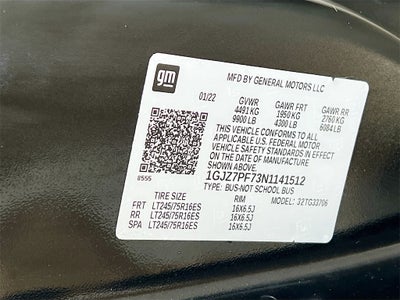 gm
MFD BY GENERAL MOTORS LLC
01/22 GVWR GAWR FRT GAWR RR
4491 KG 1950 KG 2760 KG
9900 LB 4300 LB 6084 LB
THIS VEHICLE CONFORMS TO ALL
APPLICABLE U.S. FEDERAL MOTOR
VEHICLE SAFETY STANDARDS IN EFFECT
ON THE DATE OF MANUFACTURE
SHOWN ABOVE.
1GJZ7PF73N1141512
TYPE: BUS-NOT SCHOOL BUS
TIRE SIZE RIM MODEL: 32TG33706
FRT LT245/75R16ES 16X6.5J
RR LT245/75R16ES 16X6.5J
SPA LT245/75R16ES 16X6.5J